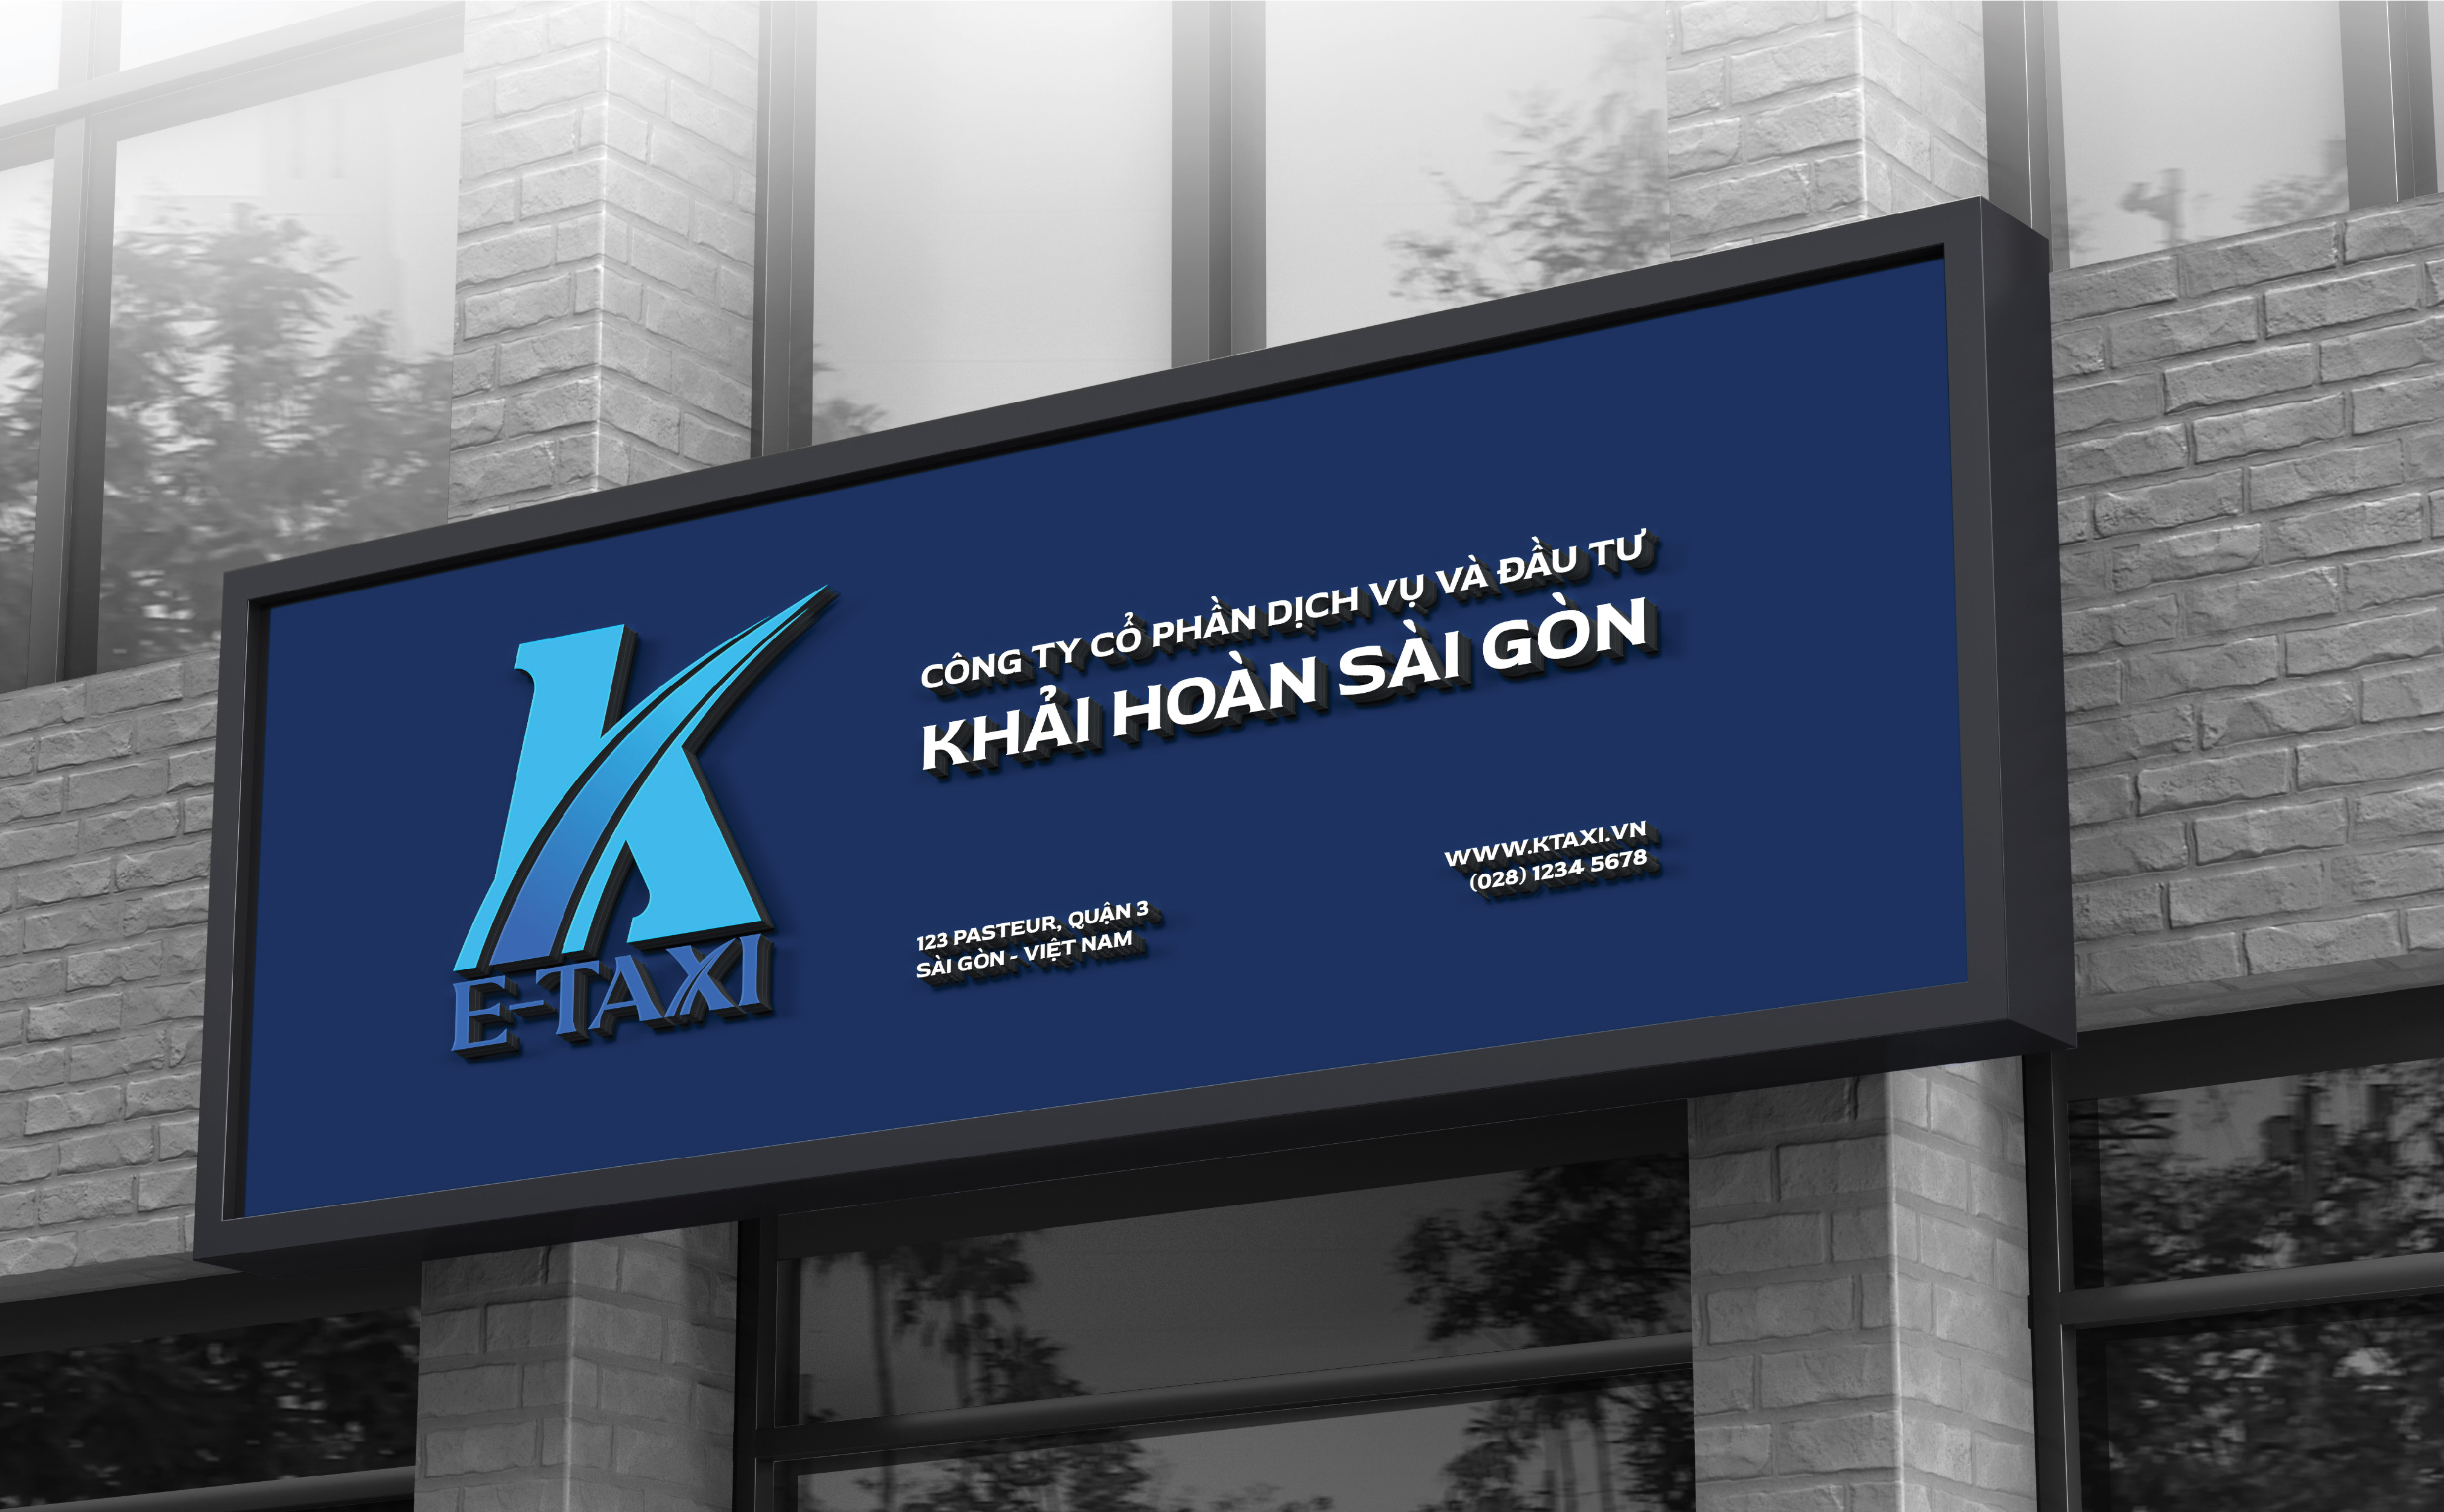 K
E-TAXI
CÔNG TY CỔ PHẦN DỊCH VỤ VÀ ĐẦU TƯ
KHẢI HOÀN SÀI GÒN
123 PASTEUR, QUẬN 3
SÀI GÒN - VIỆT NAM
WWW.KTAXI.VN
(028) 1234 5678